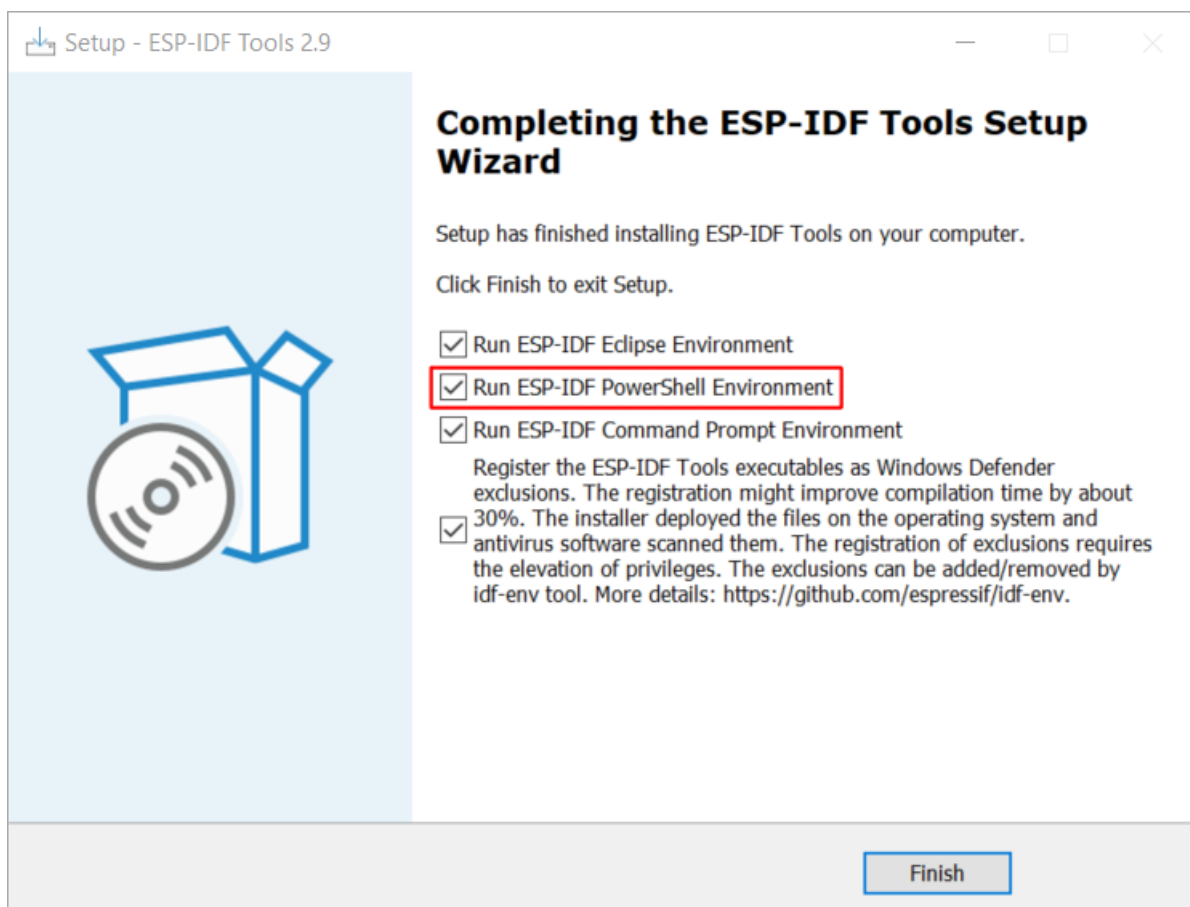 Setup - ESP-IDF Tools 2.9
Completing the ESP-IDF Tools Setup
Wizard
Setup has finished installing ESP-IDF Tools on your computer.
Click Finish to exit Setup.
Run ESP-IDF Eclipse Environment
Run ESP-IDF PowerShell Environment
Run ESP-IDF Command Prompt Environment
Register the ESP-IDF Tools executables as Windows Defender
exclusions. The registration might improve compilation time by about
30%. The installer deployed the files on the operating system and
antivirus software scanned them. The registration of exclusions requires
the elevation of privileges. The exclusions can be added/removed by
idf-env tool. More details: https://github.com/espressif/idf-env.
Finish